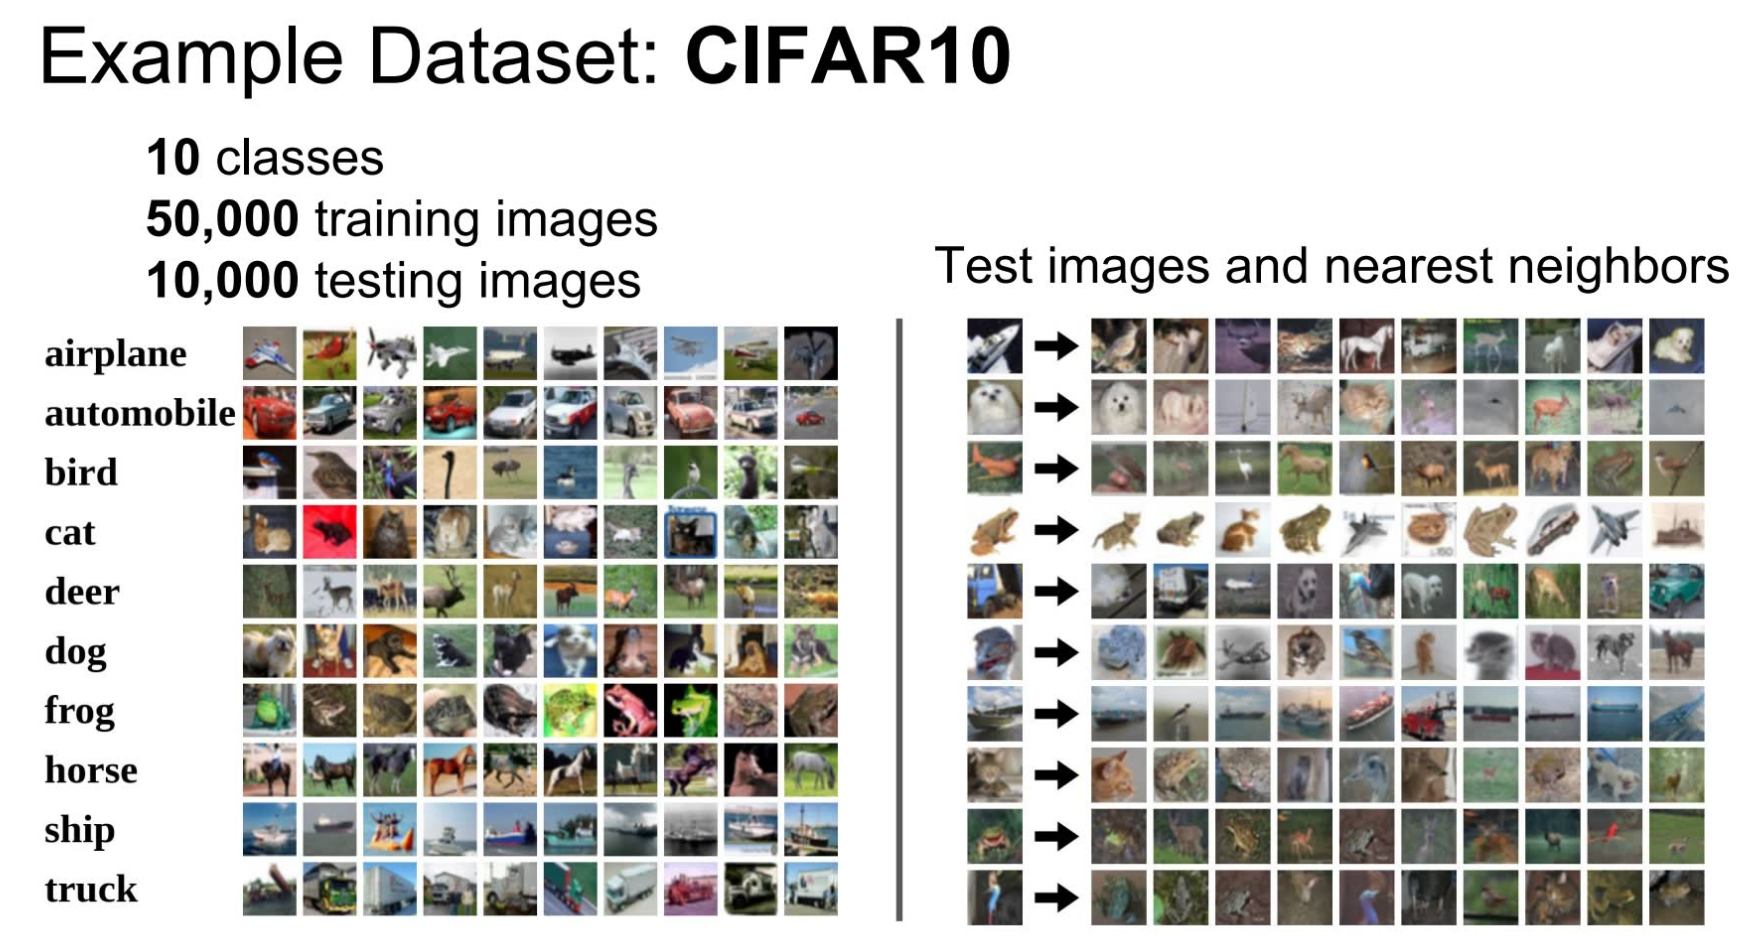 Example Dataset: CIFAR10
10 classes
50,000 training images
10,000 testing images
airplane
automobile
bird
cat
deer
dog
frog
horse
ship
truck
Test images and nearest neighbors